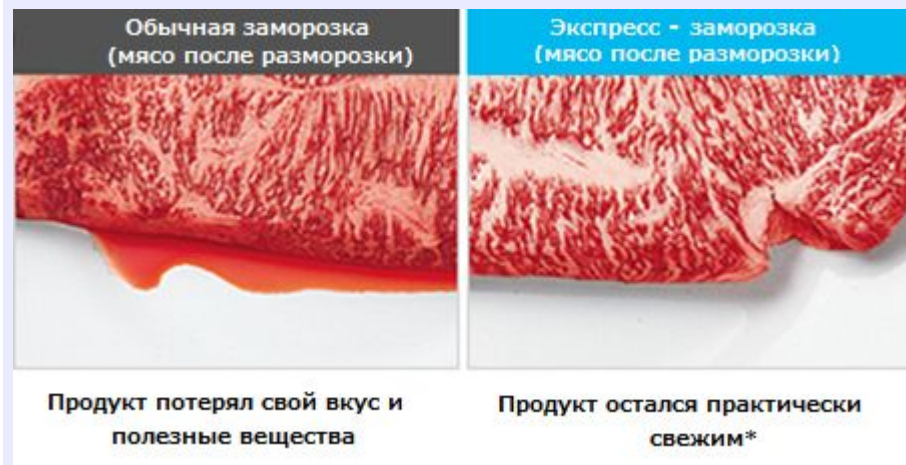 Обычная заморозка
(мясо после разморозки)
Экспресс - заморозка
(мясо после разморозки)
Продукт потерял свой вкус и
полезные вещества
Продукт остался практически
свежим*